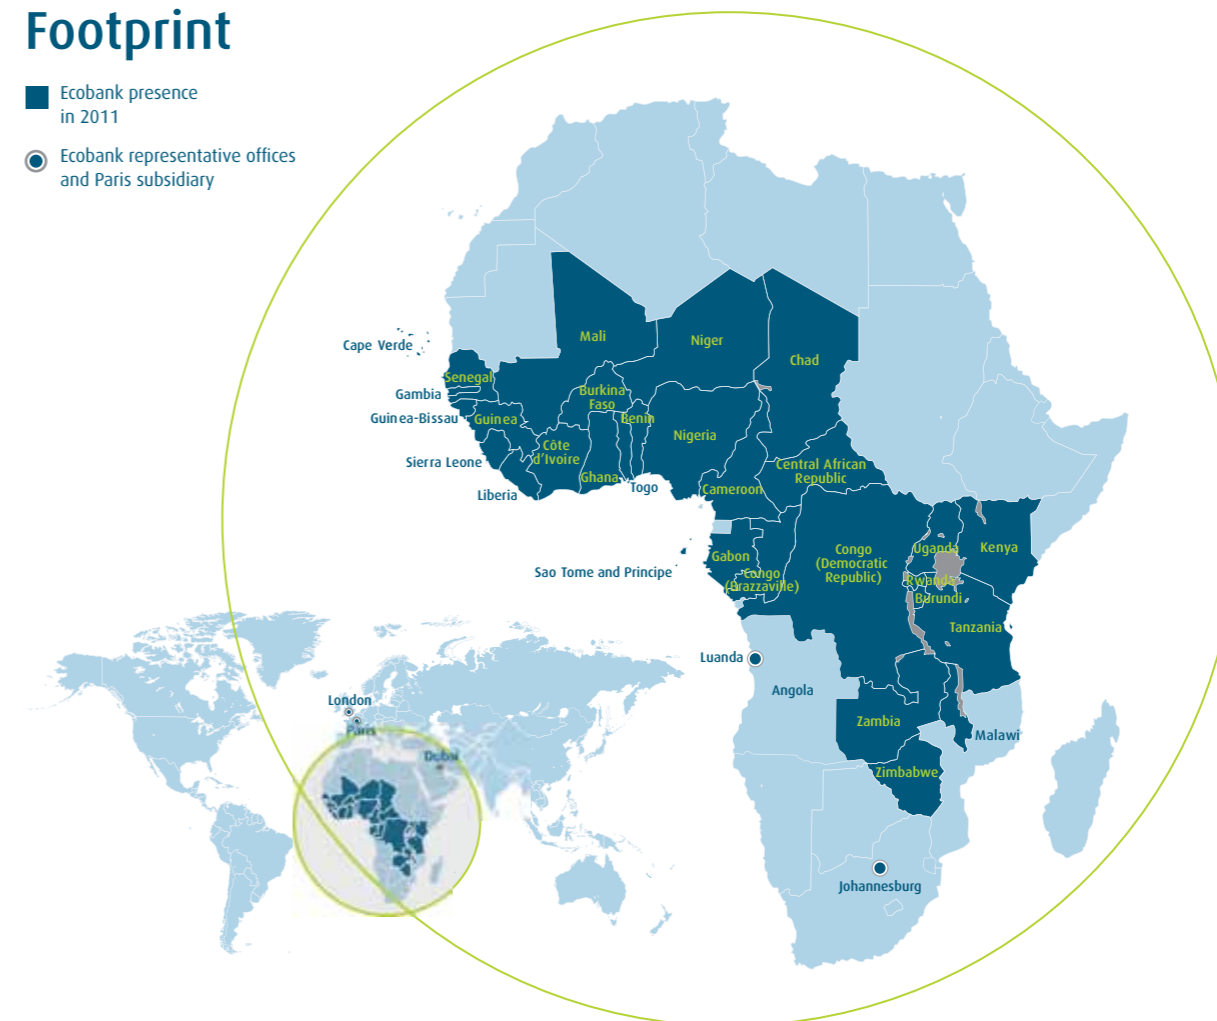 Footprint
Ecobank presence
in 2011
Ecobank representative offices
and Paris subsidiary
Mali
Niger
Chad
Cape Verde
Senegal
Gambia
Burkina
Faso
Guinea-Bissau
Guinea
Benin
Nigeria
Côte
d'Ivoire
Sierra Leone
Central African
Republic
Ghana
Togo
Cameroon
Liberia
Gabon
Congo
(Democratic
Republic)
Uganda
Kenya
Sao Tome and Principe
Congo
(Brazzaville)
Rwanda
Burundi
Tanzania
Luanda
Angola
London
Paris
Zambia
Malawi
Dubai
Zimbabwe
Johannesburg